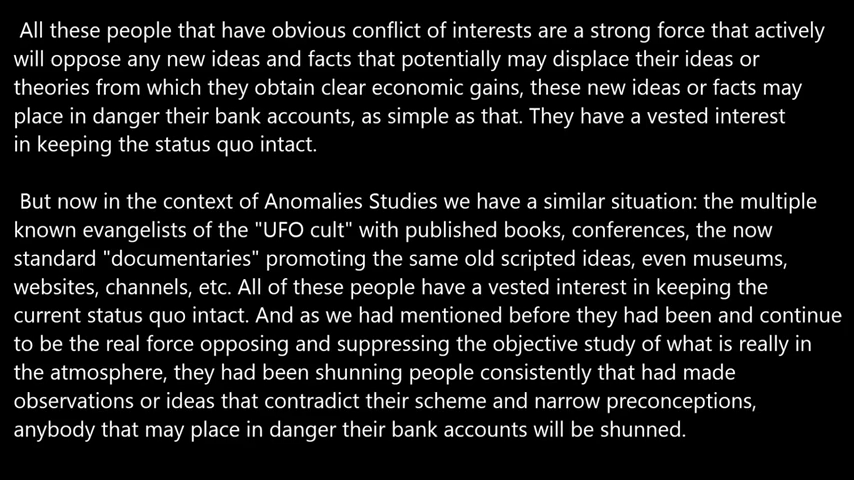 All these people that have obvious conflict of interests are a strong force that actively
will oppose any new ideas and facts that potentially may displace their ideas or
theories from which they obtain clear economic gains, these new ideas or facts may
place in danger their bank accounts, as simple as that. They have a vested interest
in keeping the status quo intact.
But now in the context of Anomalies Studies we have a similar situation: the multiple
known evangelists of the "UFO cult" with published books, conferences, the now
standard "documentaries" promoting the same old scripted ideas, even museums,
websites, channels, etc. All of these people have a vested interest in keeping the
current status quo intact. And as we had mentioned before they had been and continue
to be the real force opposing and suppressing the objective study of what is really in
the atmosphere, they had been shunning people consistently that had made
observations or ideas that contradict their scheme and narrow preconceptions,
anybody that may place in danger their bank accounts will be shunned.